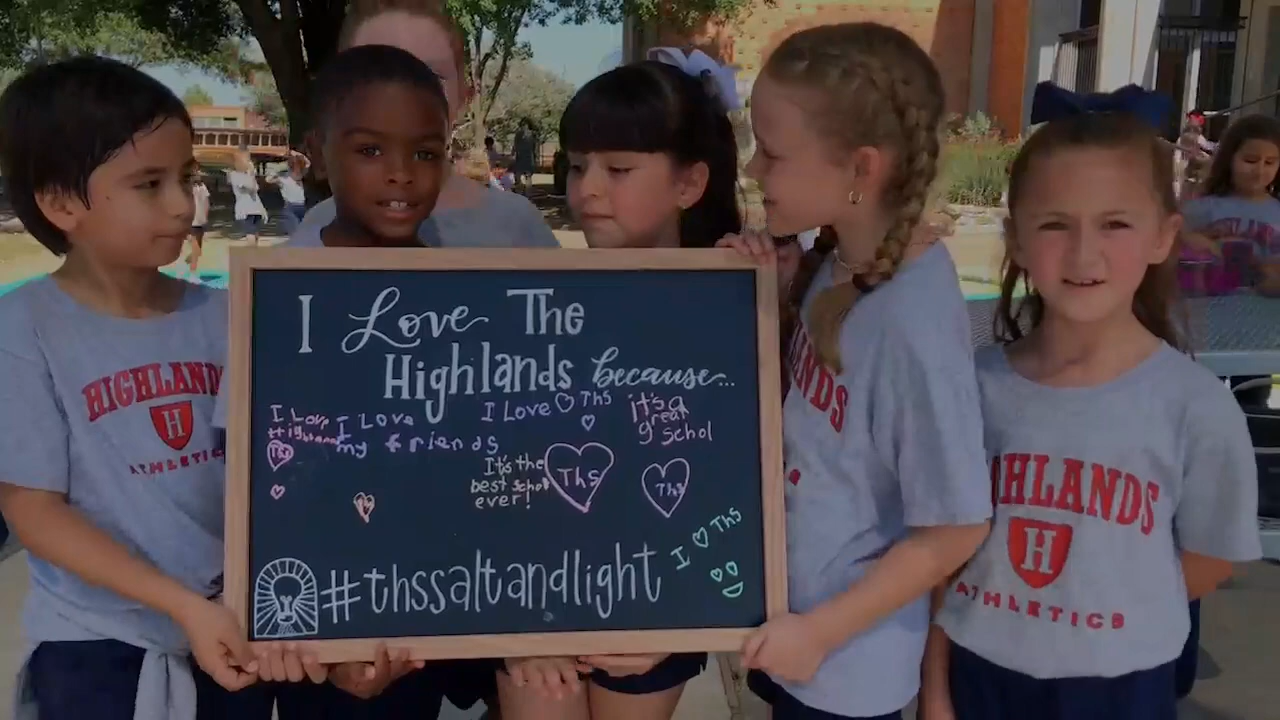 I Love The
Highlands because...
I Love
Highlands
Ths
I Love
my friends
I Love ♡ Ths
it's a
great
g schol
It's the
best school
ever!
Ths
Ths
I ♡ Ths
#thssaltandlight
HIGHLANDS
H
ATHLETICS
HIGHLANDS
H
ATHLETICS